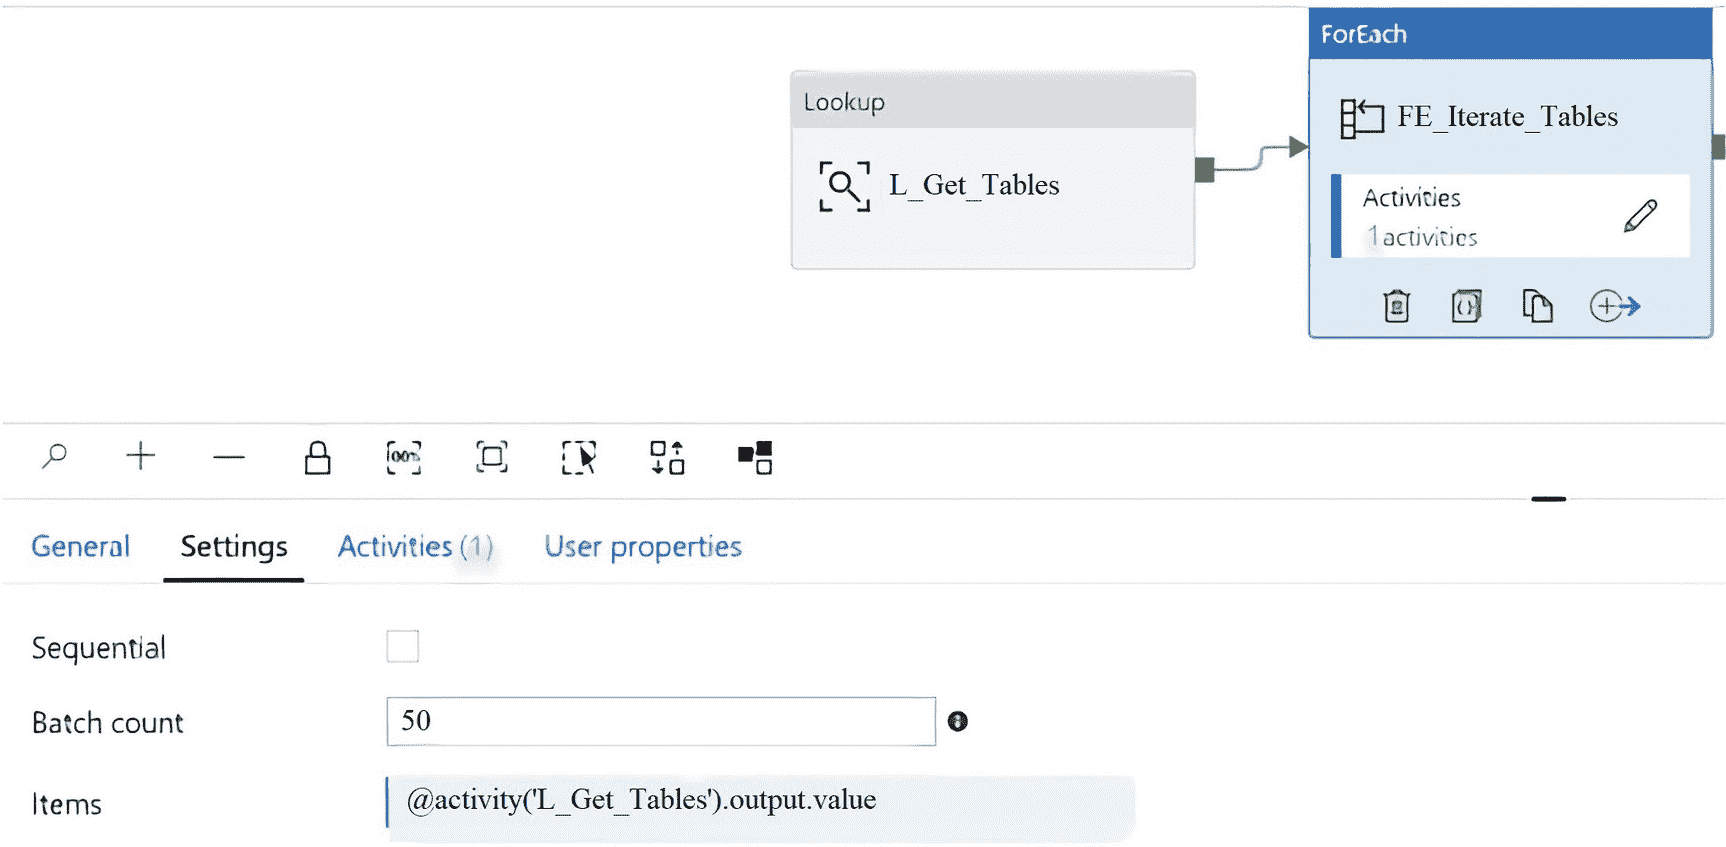 ForEach
Lookup
FE_Iterate_Tables
L_Get_Tables
Activities
1 activities
100%
General
Settings
Activities (1)
User properties
Sequential
Batch count
50
Items
@activity('L_Get_Tables').output.value